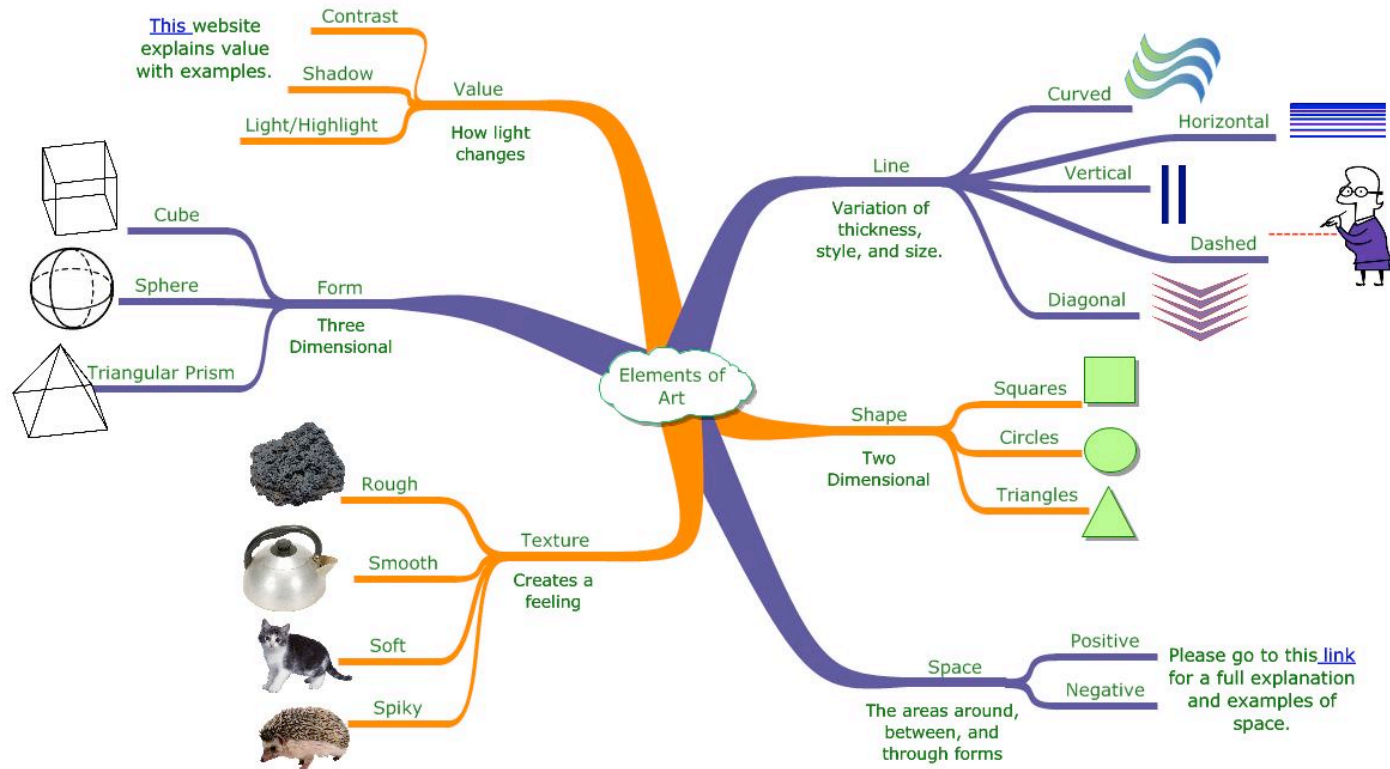 Elements of
Art
Value
How light
changes
Contrast
Shadow
Light/Highlight
This website
explains value
with examples.
Form
Three
Dimensional
Cube
Sphere
Triangular Prism
Texture
Creates a
feeling
Rough
Smooth
Soft
Spiky
Line
Variation of
thickness,
style, and size.
Curved
Horizontal
Vertical
Dashed
Diagonal
Shape
Two
Dimensional
Squares
Circles
Triangles
Space
The areas around,
between, and
through forms
Positive
Negative
Please go to this link
for a full explanation
and examples of
space.